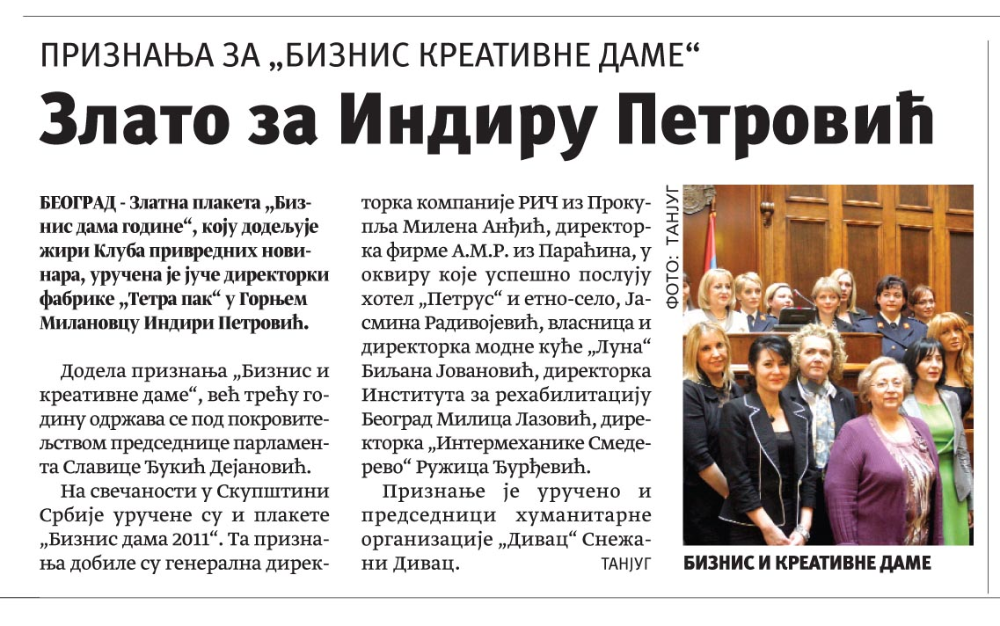 ПРИЗНАЊА ЗА „БИЗНИС КРЕАТИВНЕ ДАМЕ“
Злато за Индиру Петровић
БЕОГРАД - Златна плакета „Биз-
нис дама године“, коју додељује
жири Клуба привредних нови-
нара, уручена је јуче директорки
фабрике „Тетра пак“ у Горњем
Милановцу Индири Петровић.
Додела признања „Бизнис и
креативне даме“, већ трећу го-
дину одржава се под покровите-
љством председнице парламен-
та Славице Ђукић Дејановић.
На свечаности у Скупштини
Србије уручене су и плакете
„Бизнис дама 2011“. Та призна-
ња добиле су генерална дирек-
торка компаније РИЧ из Проку-
пља Милена Анђић, директор-
ка фирме А.М.Р. из Параћина, у
оквиру које успешно послују
хотел „Петрус“ и етно-село, Ја-
смина Радивојевић, власница и
директорка модне куће „Луна“
Биљана Јовановић, директорка
Института за рехабилитацију
Београд Милица Лазовић, дире-
кторка „Интермеханике Смеде-
рево“ Ружица Ђурђевић.
Признање је уручено и
председници хуманитарне
организације „Дивац“ Снежа-
ни Дивац.
ТАНЈУГ
ФОТО: ТАНЈУГ
БИЗНИС И КРЕАТИВНЕ ДАМЕ